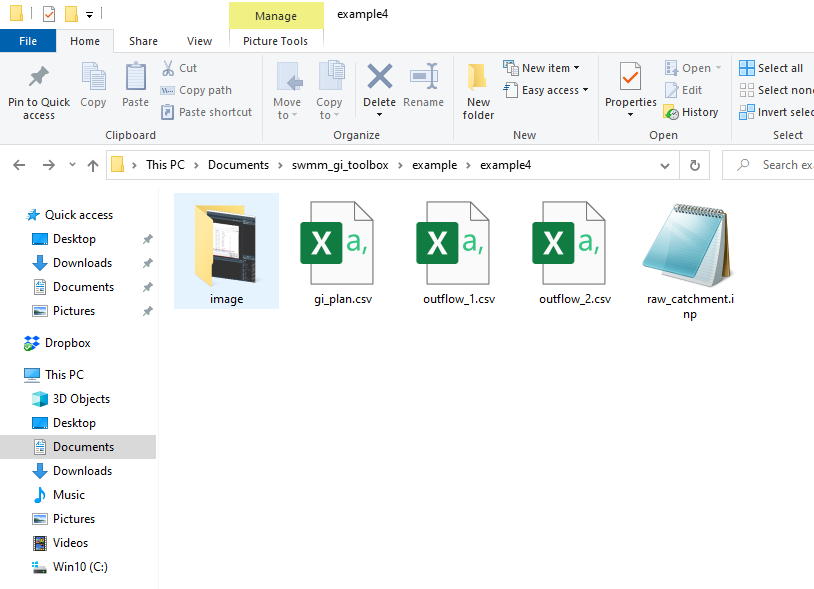 Manage
example4
File
Home
Share
View
Picture Tools
Pin to Quick
access
Copy
Paste
Cut
Copy path
Paste shortcut
Clipboard
Move
to
Copy
to
Delete
Rename
Organize
New
folder
New item
Easy access
New
Properties
Open
Edit
History
Open
Select all
Select non
Invert selec
Select
This PC
Documents
swmm_gi_toolbox
example
example4
Search exa
Quick access
Desktop
Downloads
Documents
Pictures
Dropbox
This PC
3D Objects
Desktop
Documents
Downloads
Music
Pictures
Videos
Win10 (C:)
image
X a,
gi_plan.csv
X a,
outflow_1.csv
X a,
outflow_2.csv
raw_catchment.i
np